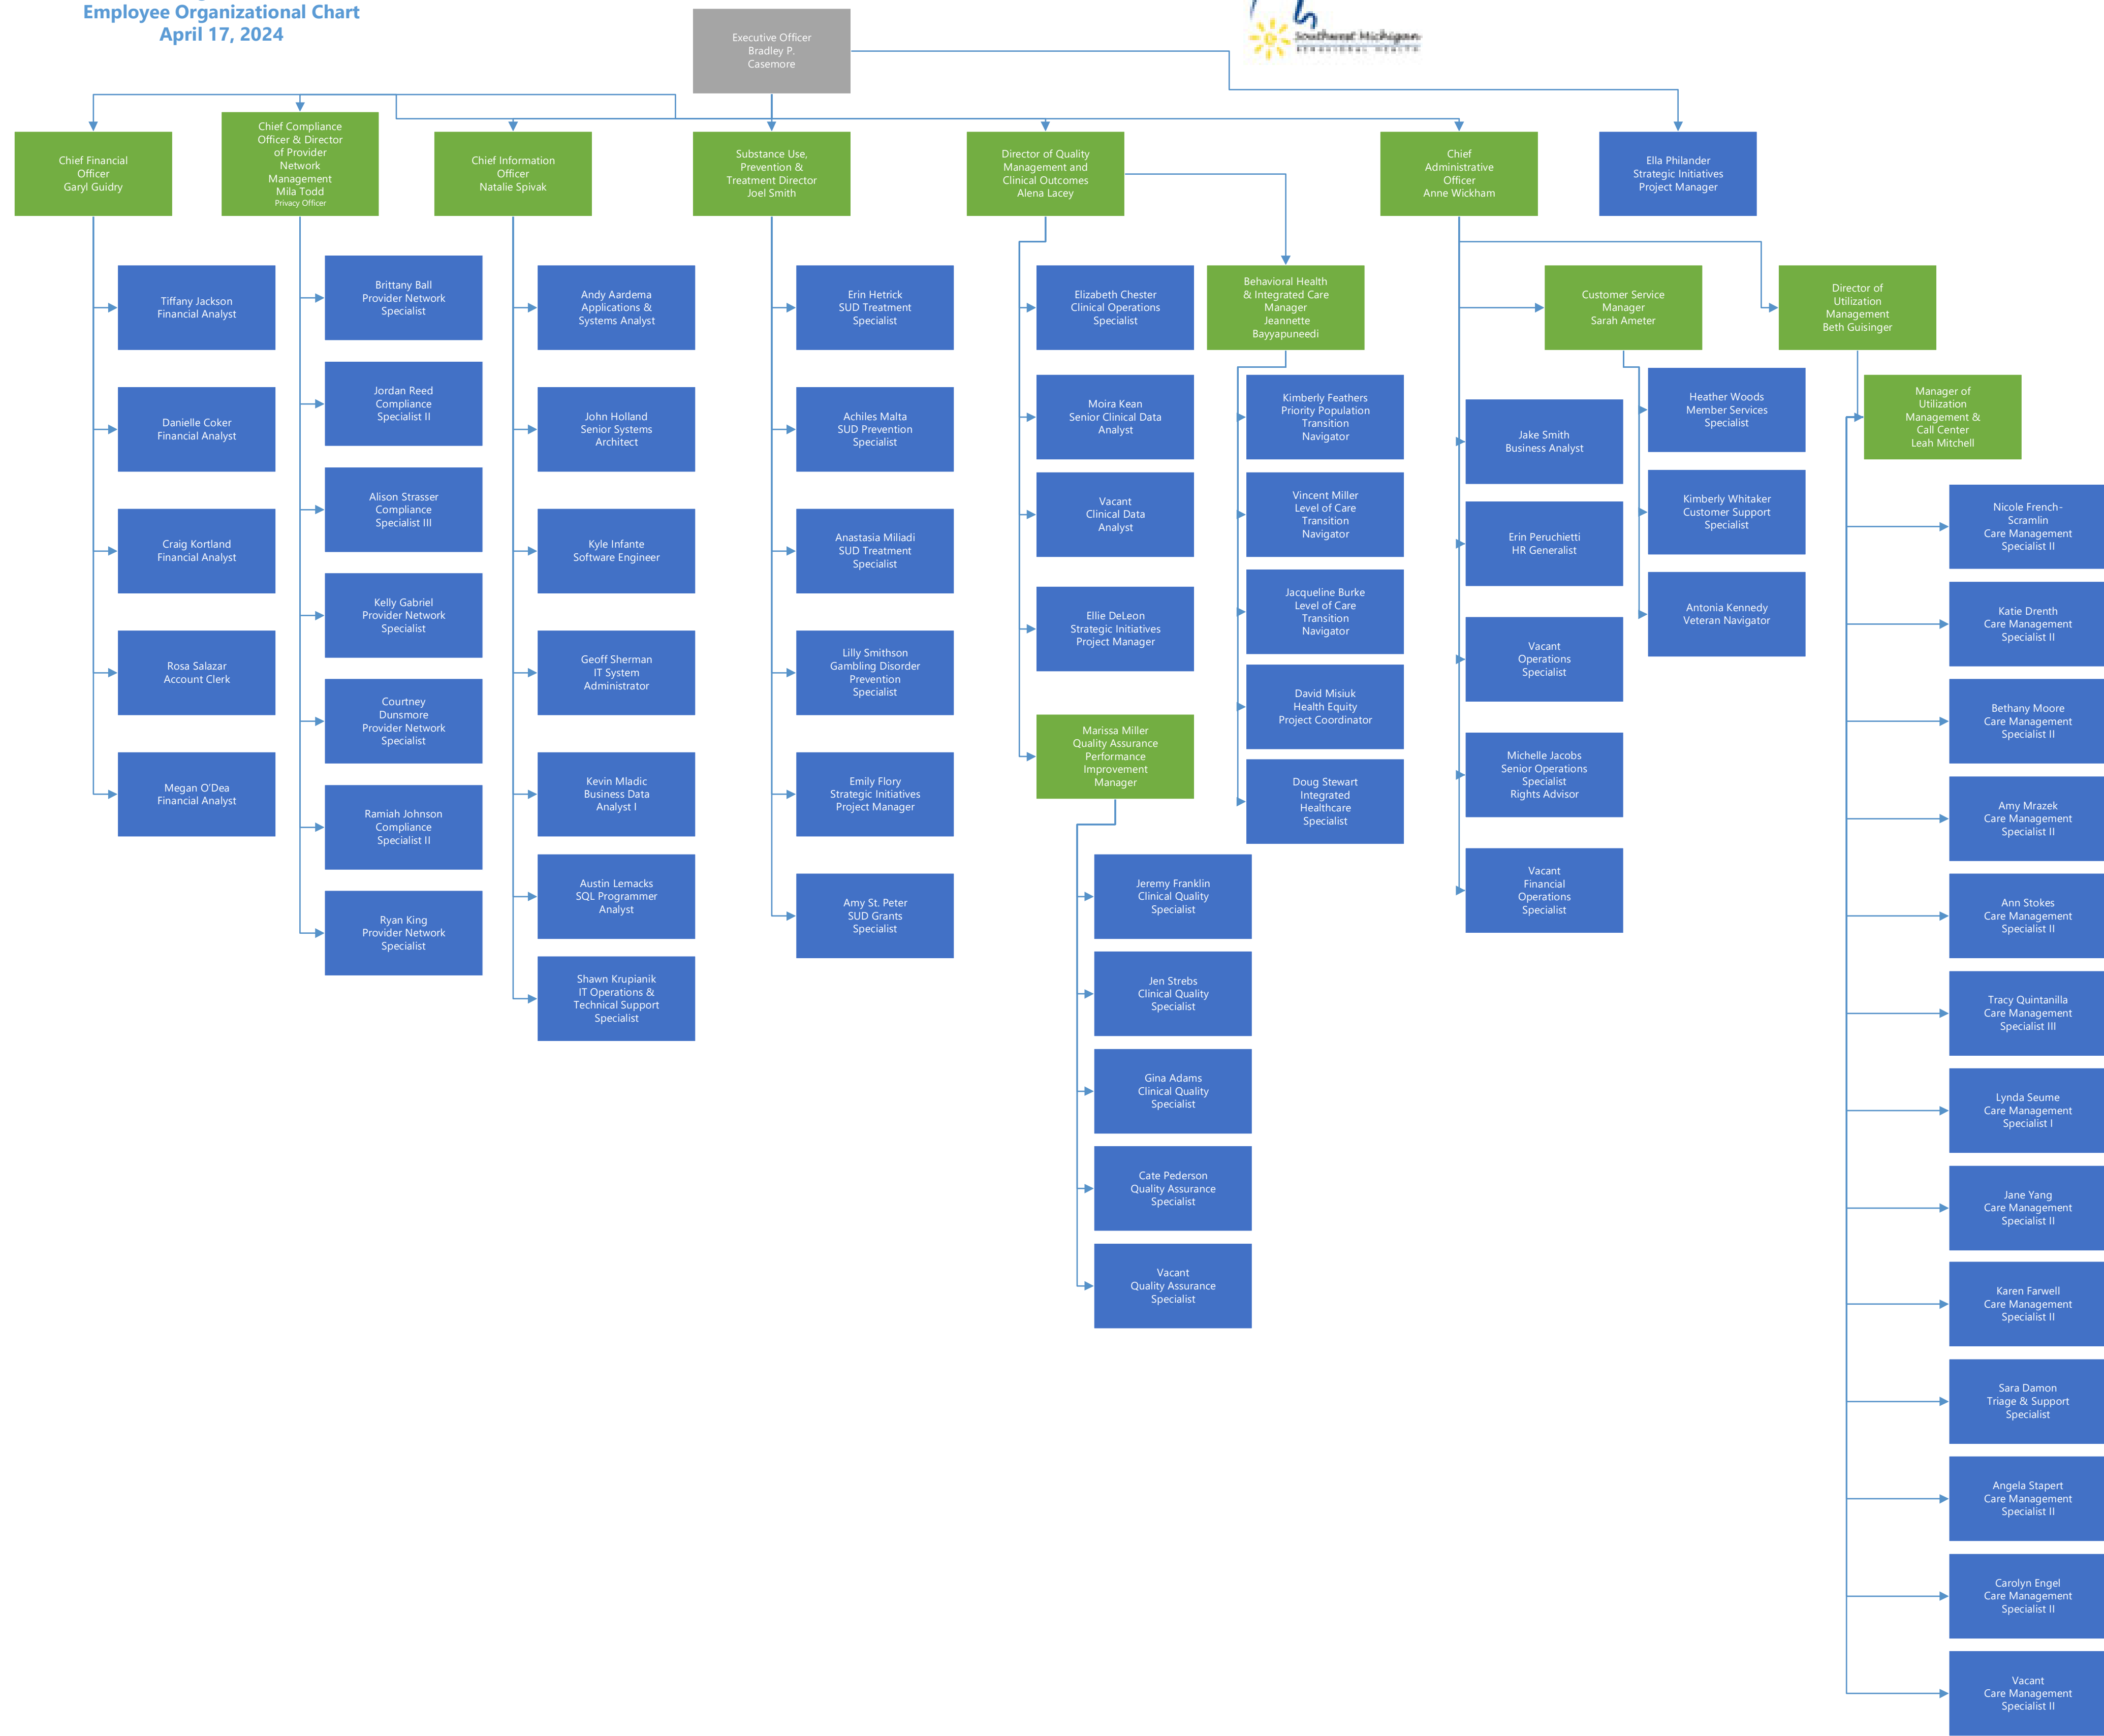 Employee Organizational Chart
April 17, 2024
Southwest Michigan
BEHAVIORAL HEALTH
Executive Officer
Bradley P.
Casemore
Chief Financial
Officer
Garyl Guidry
Chief Compliance
Officer & Director
of Provider
Network
Management
Mila Todd
Privacy Officer
Chief Information
Officer
Natalie Spivak
Substance Use,
Prevention &
Treatment Director
Joel Smith
Director of Quality
Management and
Clinical Outcomes
Alena Lacey
Chief
Administrative
Officer
Anne Wickham
Ella Philander
Strategic Initiatives
Project Manager
Tiffany Jackson
Financial Analyst
Danielle Coker
Financial Analyst
Craig Kortland
Financial Analyst
Rosa Salazar
Account Clerk
Megan O'Dea
Financial Analyst
Brittany Ball
Provider Network
Specialist
Jordan Reed
Compliance
Specialist II
Alison Strasser
Compliance
Specialist III
Kelly Gabriel
Provider Network
Specialist
Courtney
Dunsmore
Provider Network
Specialist
Ramiah Johnson
Compliance
Specialist II
Ryan King
Provider Network
Specialist
Andy Aardema
Applications &
Systems Analyst
John Holland
Senior Systems
Architect
Kyle Infante
Software Engineer
Geoff Sherman
IT System
Administrator
Kevin Mladic
Business Data
Analyst I
Austin Lemacks
SQL Programmer
Analyst
Shawn Krupianik
IT Operations &
Technical Support
Specialist
Erin Hetrick
SUD Treatment
Specialist
Achiles Malta
SUD Prevention
Specialist
Anastasia Miliadi
SUD Treatment
Specialist
Lilly Smithson
Gambling Disorder
Prevention
Specialist
Emily Flory
Strategic Initiatives
Project Manager
Amy St. Peter
SUD Grants
Specialist
Elizabeth Chester
Clinical Operations
Specialist
Moira Kean
Senior Clinical Data
Analyst
Vacant
Clinical Data
Analyst
Ellie DeLeon
Strategic Initiatives
Project Manager
Marissa Miller
Quality Assurance
Performance
Improvement
Manager
Jeremy Franklin
Clinical Quality
Specialist
Jen Strebs
Clinical Quality
Specialist
Gina Adams
Clinical Quality
Specialist
Cate Pederson
Quality Assurance
Specialist
Vacant
Quality Assurance
Specialist
Behavioral Health
& Integrated Care
Manager
Jeannette
Bayyapuneedi
Kimberly Feathers
Priority Population
Transition
Navigator
Vincent Miller
Level of Care
Transition
Navigator
Jacqueline Burke
Level of Care
Transition
Navigator
David Misiuk
Health Equity
Project Coordinator
Doug Stewart
Integrated
Healthcare
Specialist
Jake Smith
Business Analyst
Erin Peruchietti
HR Generalist
Vacant
Operations
Specialist
Michelle Jacobs
Senior Operations
Specialist
Rights Advisor
Vacant
Financial
Operations
Specialist
Customer Service
Manager
Sarah Ameter
Heather Woods
Member Services
Specialist
Kimberly Whitaker
Customer Support
Specialist
Antonia Kennedy
Veteran Navigator
Director of
Utilization
Management
Beth Guisinger
Manager of
Utilization
Management &
Call Center
Leah Mitchell
Nicole French-
Scramlin
Care Management
Specialist II
Katie Drenth
Care Management
Specialist II
Bethany Moore
Care Management
Specialist II
Amy Mrazek
Care Management
Specialist II
Ann Stokes
Care Management
Specialist II
Tracy Quintanilla
Care Management
Specialist III
Lynda Seume
Care Management
Specialist I
Jane Yang
Care Management
Specialist II
Karen Farwell
Care Management
Specialist II
Sara Damon
Triage & Support
Specialist
Angela Stapert
Care Management
Specialist II
Carolyn Engel
Care Management
Specialist II
Vacant
Care Management
Specialist II